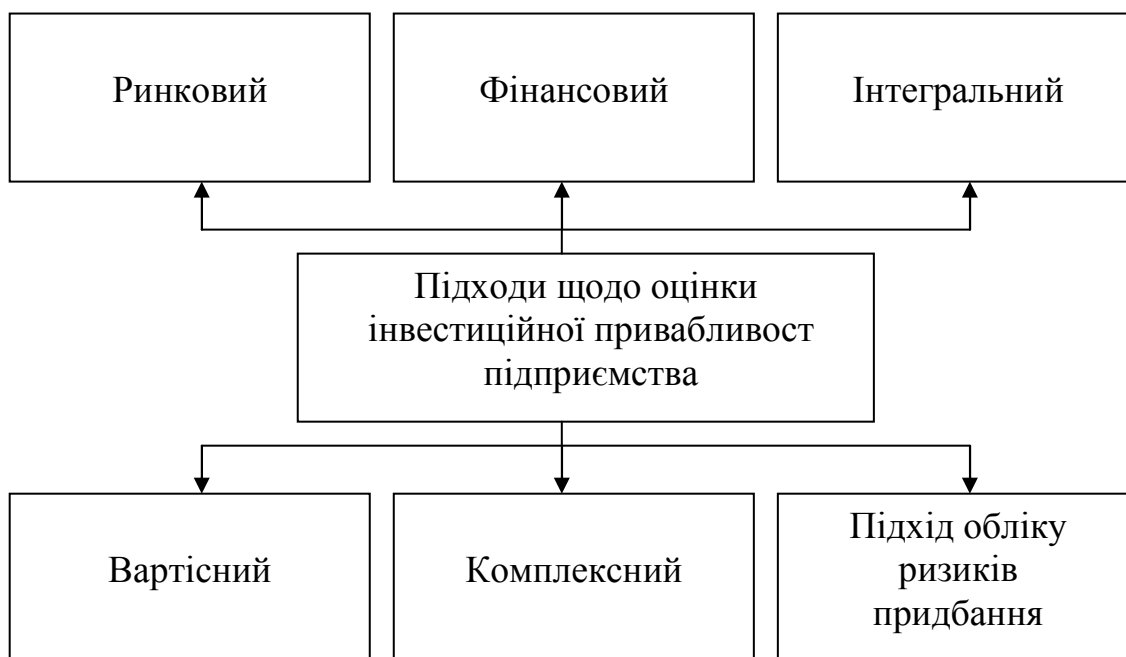 Ринковий
Фінансовий
Інтегральний
Підходи щодо оцінки
інвестиційної привабливост
підприємства
Вартісний
Комплексний
Підхід обліку
ризиків
придбання